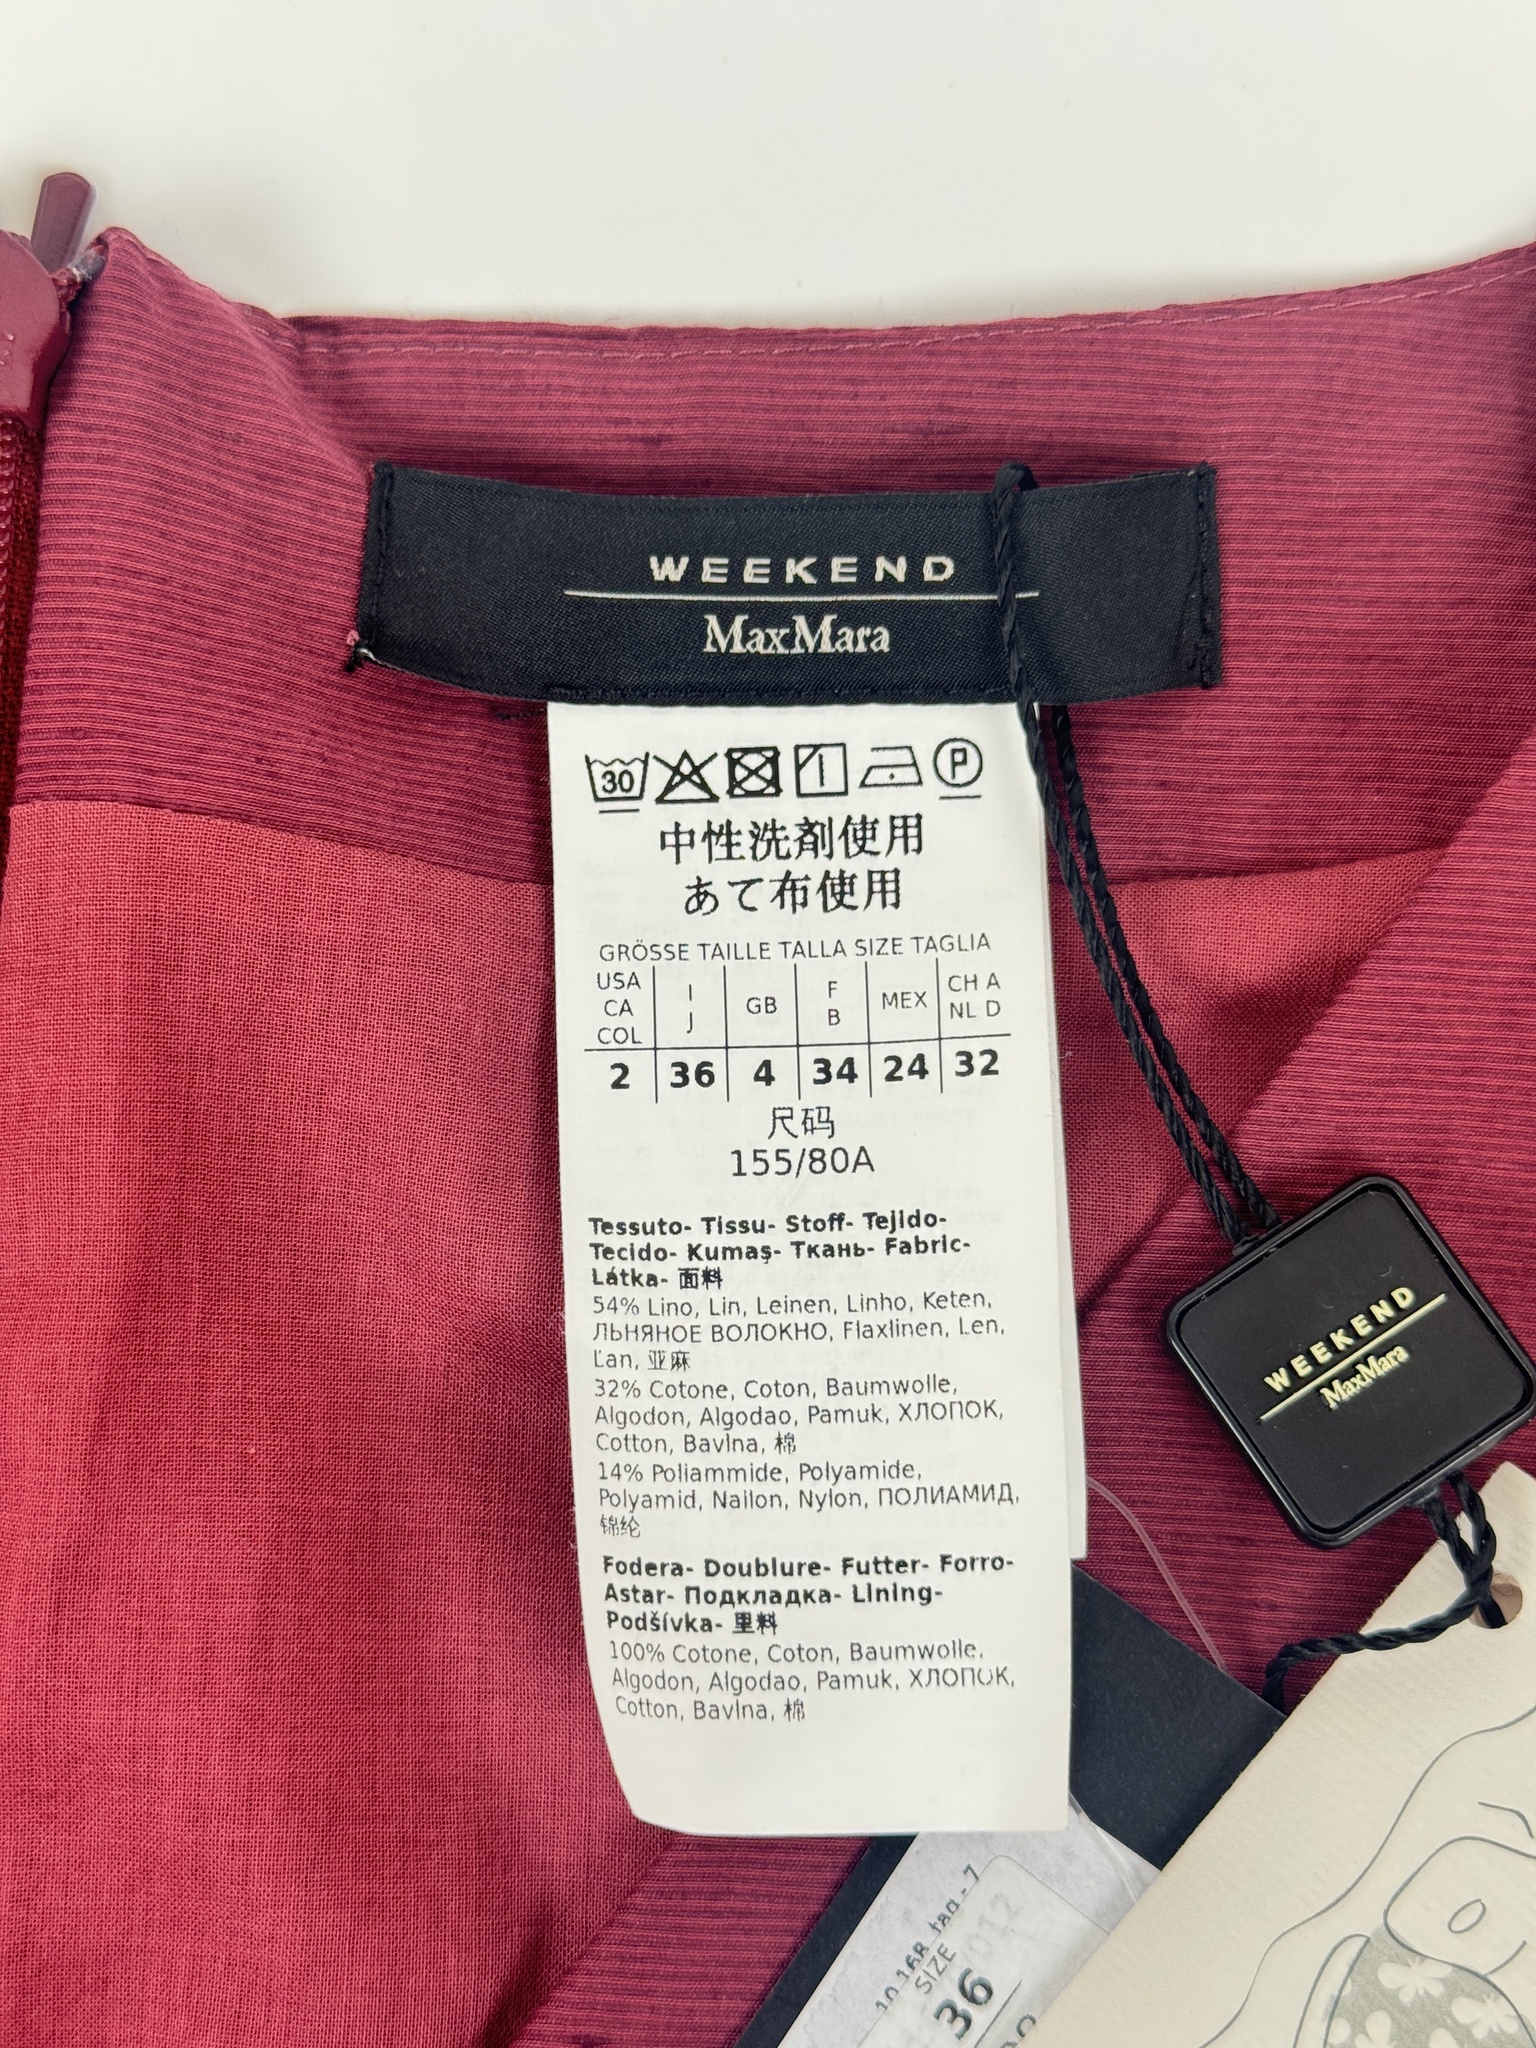 WEEKEND
MaxMara
30
P
中性洗剤使用
あて布使用
GRÖSSE TAILLE TALLA SIZE TAGLIA
USA CA COL | I J | GB | F B | MEX | CH A NL D
2 | 36 | 4 | 34 | 24 | 32
尺码
155/80A
Tessuto- Tissu- Stoff- Tejido-
Tecido- Kumaş- Ткань- Fabric-
Látka- 面料
54% Lino, Lin, Leinen, Linho, Keten,
ЛЬНЯНОЕ ВОЛОКНО, Flaxlinen, Len,
Ľan, 亚麻
32% Cotone, Coton, Baumwolle,
Algodon, Algodao, Pamuk, ХЛОПОК,
Cotton, Bavlna, 棉
14% Poliammide, Polyamide,
Polyamid, Nailon, Nylon, ПОЛИАМИД,
锦纶
Fodera- Doublure- Futter- Forro-
Astar- Подкладка- Lining-
Podšívka- 里料
100% Cotone, Coton, Baumwolle,
Algodon, Algodao, Pamuk, ХЛОПОК,
Cotton, Bavlna, 棉
WEEKEND
MaxMara
SIZE
36